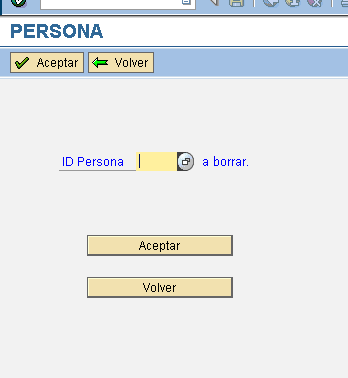 PERSONA
Aceptar Volver
ID Persona a borrar.
Aceptar
Volver